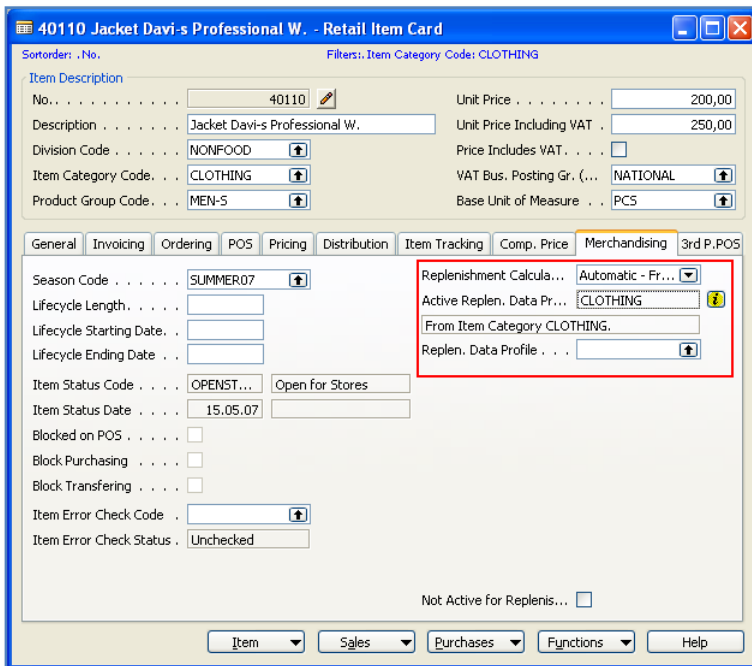 40110 Jacket Davi-s Professional W. - Retail Item Card
Sortorder: .No. Filters:. Item Category Code: CLOTHING
Item Description
No.. . . . . . . . . . . . 40110 Unit Price . . . . . . . . 200,00
Description . . . . . . . Jacket Davi-s Professional W. Unit Price Including VAT . 250,00
Division Code . . . . . . NONFOOD Price Includes VAT. . . .
Item Category Code. . . CLOTHING VAT Bus. Posting Gr. (... NATIONAL
Product Group Code. . . MEN-S Base Unit of Measure . . PCS
General Invoicing Ordering POS Pricing Distribution Item Tracking Comp. Price Merchandising 3rd P.POS
Season Code . . . . . . SUMMER07 Replenishment Calcula... Automatic - Fr...
Lifecycle Length. . . . . Active Replen. Data Pr... CLOTHING i
Lifecycle Starting Date. . From Item Category CLOTHING.
Lifecycle Ending Date . . Replen. Data Profile . . .
Item Status Code . . . . OPENST... Open for Stores
Item Status Date . . . . 15.05.07
Blocked on POS . . . . .
Block Purchasing . . . .
Block Transfering . . . .
Item Error Check Code .
Item Error Check Status . Unchecked
Not Active for Replenis...
Item Sales Purchases Functions Help